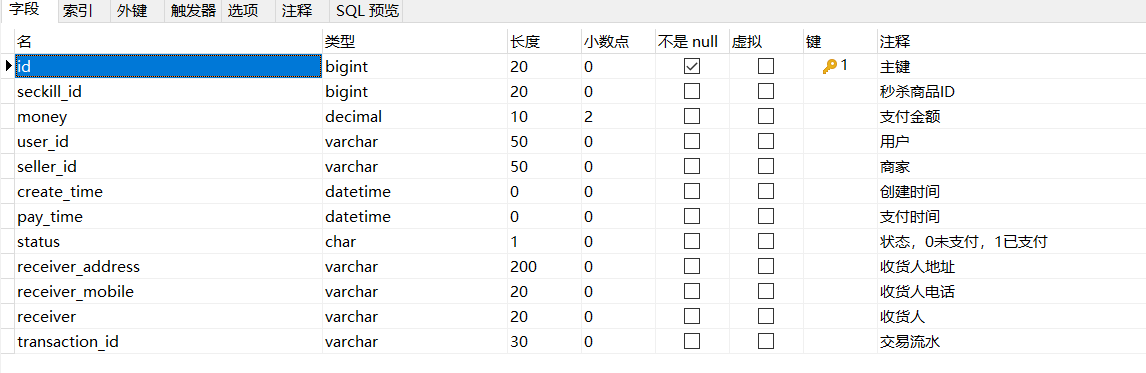 字段 索引 外键 触发器 选项 注释 SQL 预览
名 类型 长度 小数点 不是 null 虚拟 键 注释
id bigint 20 0 1 主键
seckill_id bigint 20 0 秒杀商品ID
money decimal 10 2 支付金额
user_id varchar 50 0 用户
seller_id varchar 50 0 商家
create_time datetime 0 0 创建时间
pay_time datetime 0 0 支付时间
status char 1 0 状态，0未支付，1已支付
receiver_address varchar 200 0 收货人地址
receiver_mobile varchar 20 0 收货人电话
receiver varchar 20 0 收货人
transaction_id varchar 30 0 交易流水